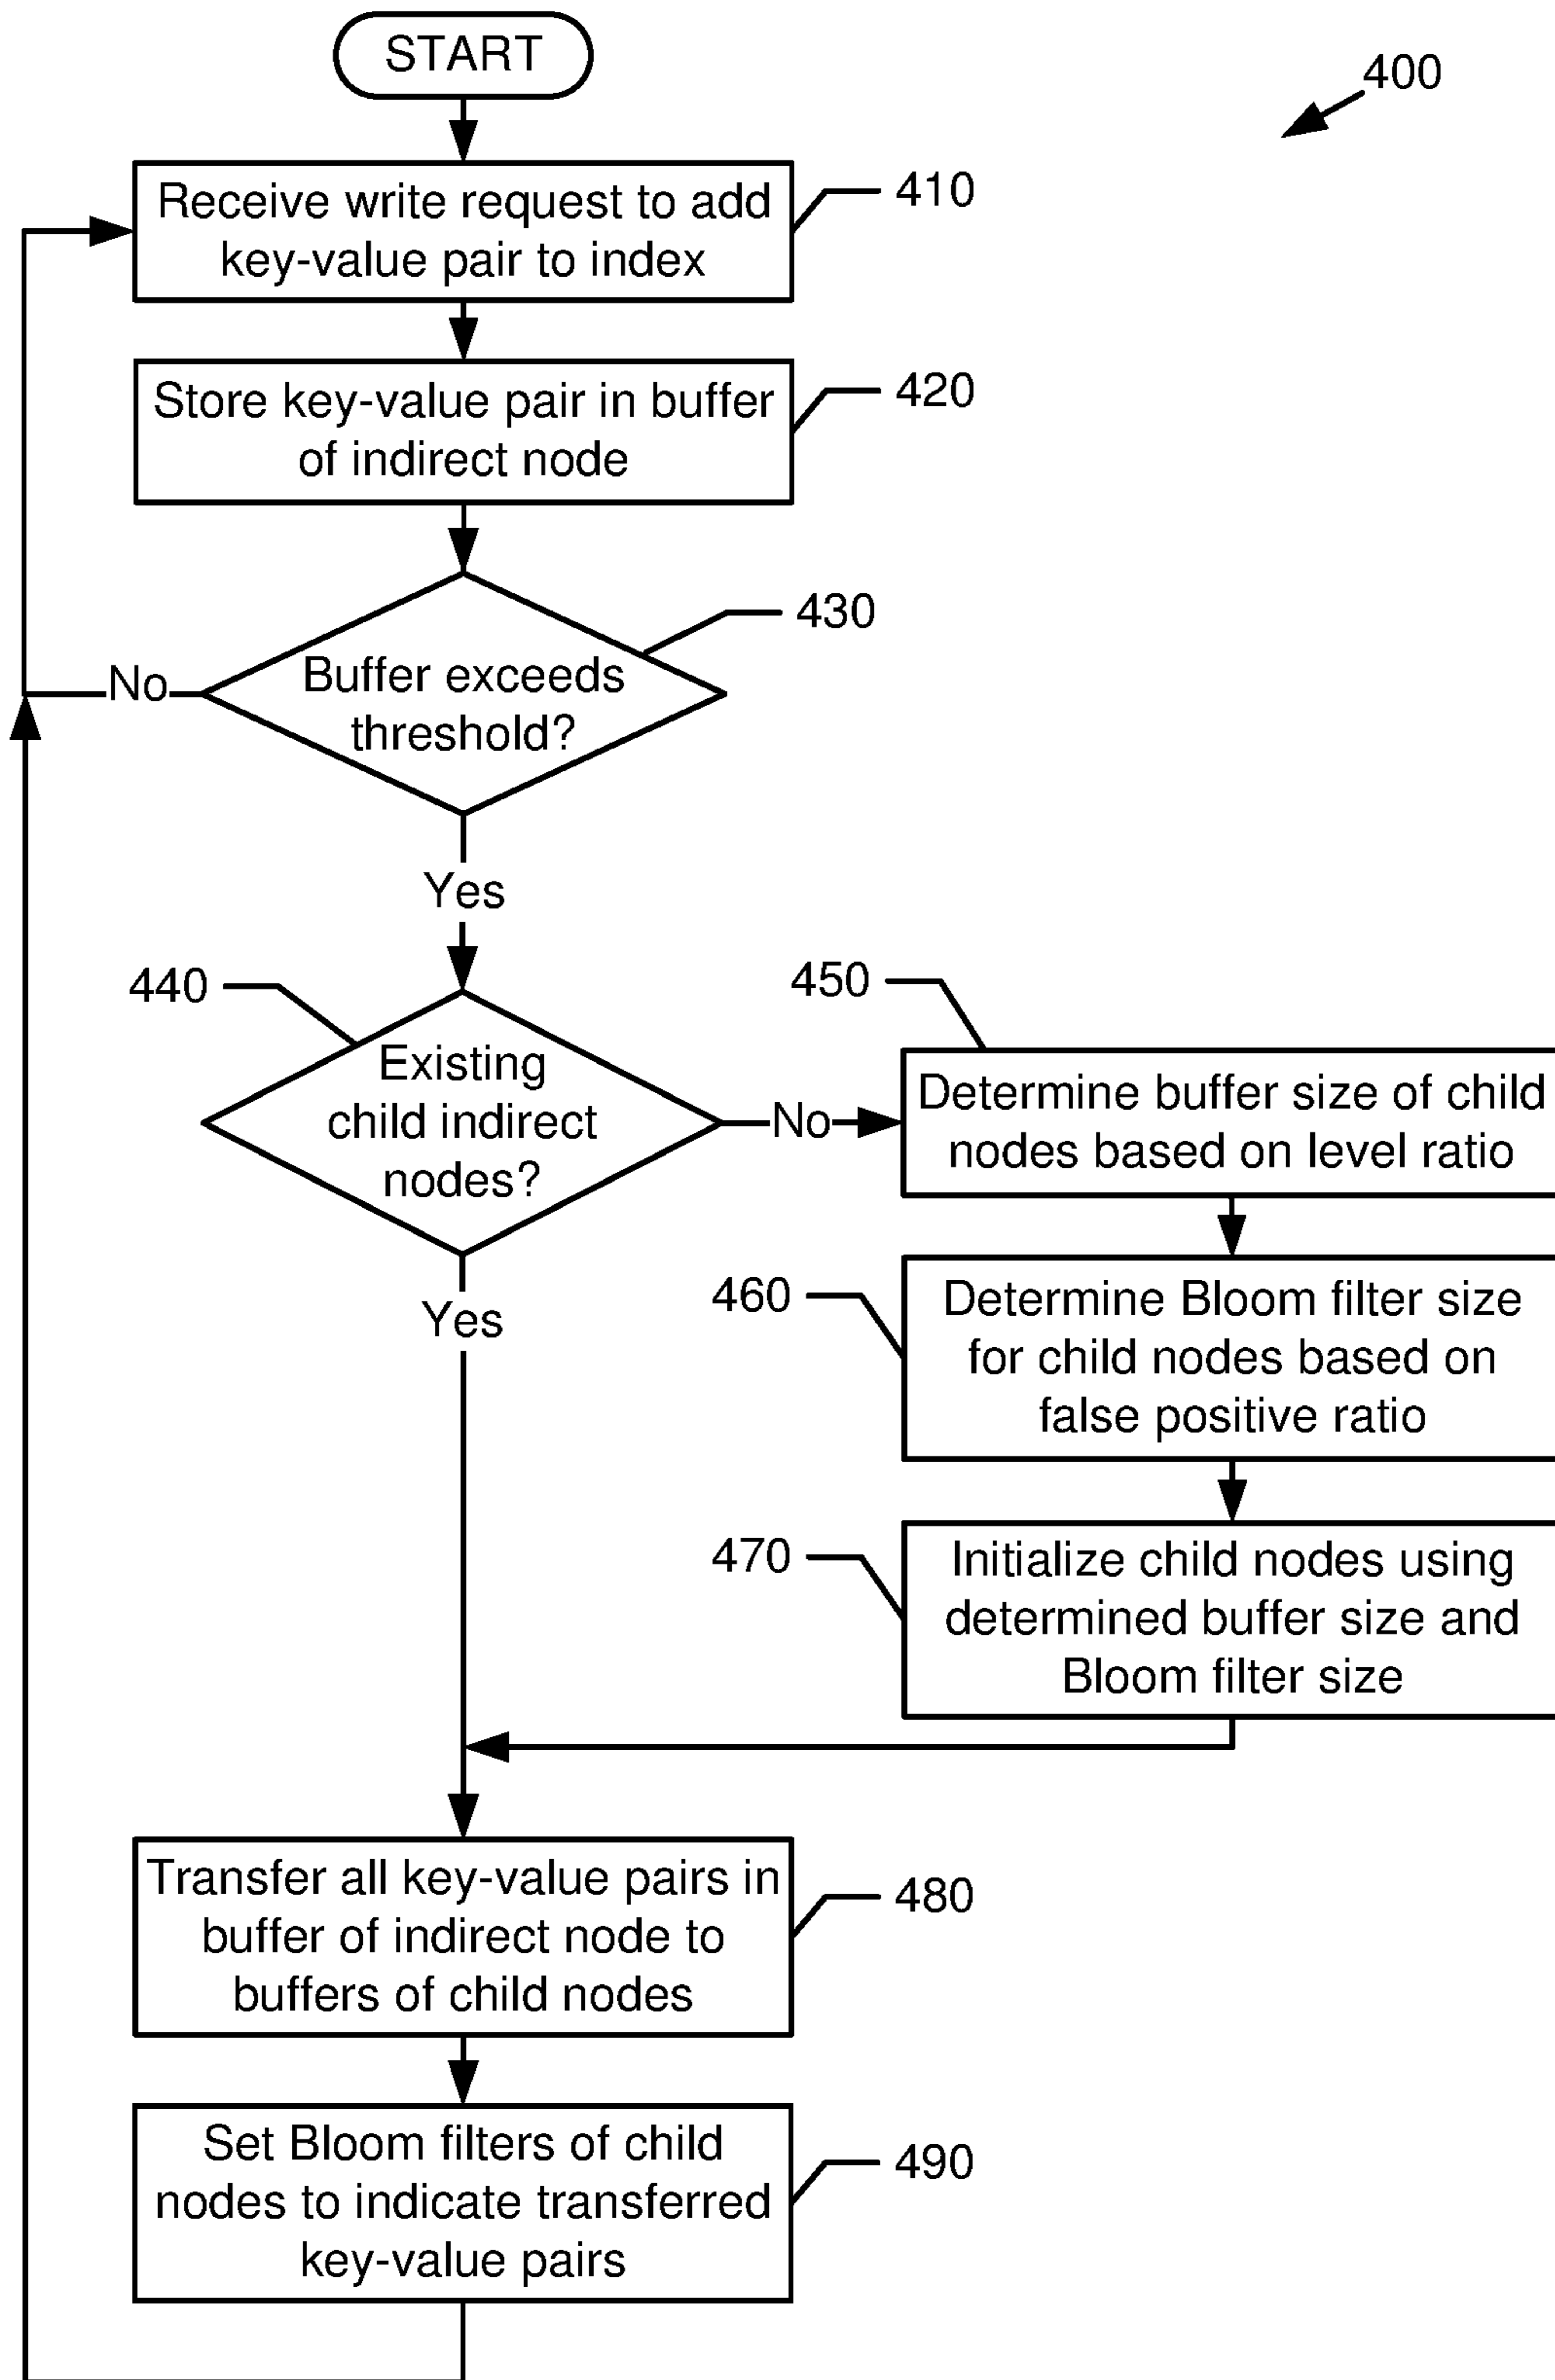 START
400
Receive write request to add
key-value pair to index
410
Store key-value pair in buffer
of indirect node
420
430
Buffer exceeds
threshold?
No
Yes
440
Existing
child indirect
nodes?
No
450
Determine buffer size of child
nodes based on level ratio
460
Determine Bloom filter size
for child nodes based on
false positive ratio
Yes
470
Initialize child nodes using
determined buffer size and
Bloom filter size
Transfer all key-value pairs in
buffer of indirect node to
buffers of child nodes
480
Set Bloom filters of child
nodes to indicate transferred
key-value pairs
490